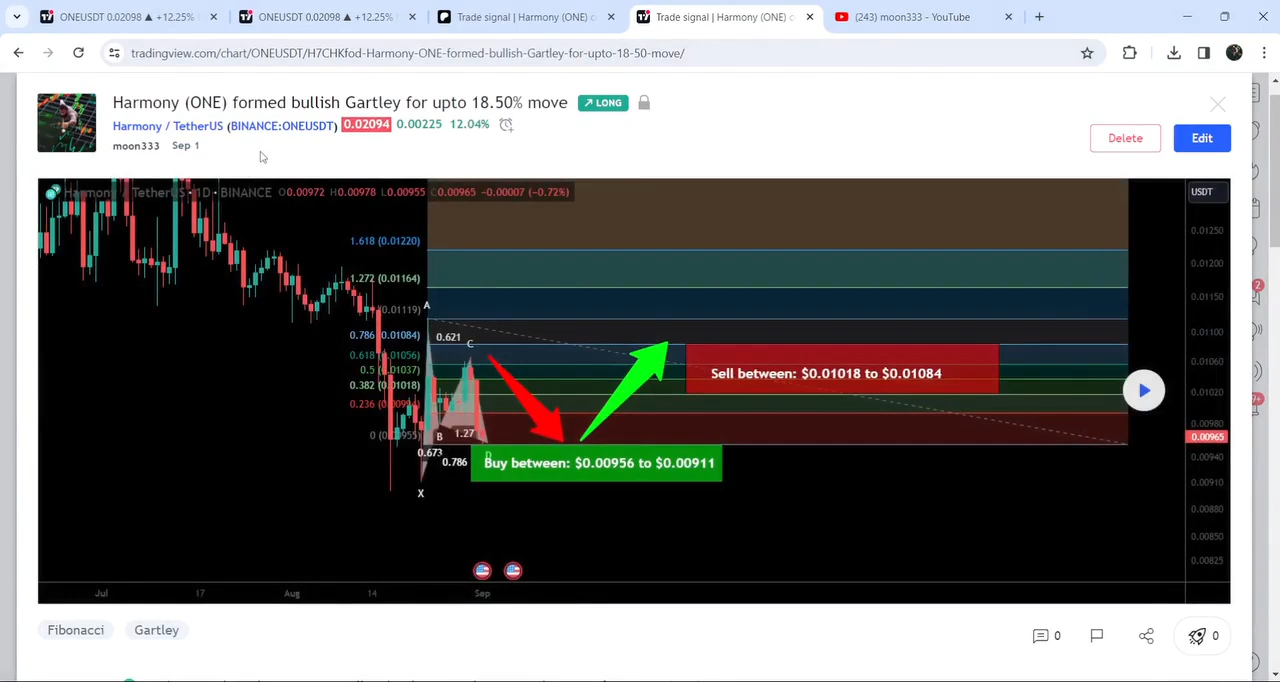 ONEUSDT 0.02098 ▲ +12.25%
ONEUSDT 0.02098 ▲ +12.25%
Trade signal | Harmony (ONE)
Trade signal | Harmony (ONE)
(243) moon333 - YouTube
tradingview.com/chart/ONEUSDT/H7CHKfod-Harmony-ONE-formed-bullish-Gartley-for-upto-18-50-move/
Harmony (ONE) formed bullish Gartley for upto 18.50% move
LONG
Harmony / TetherUS (BINANCE:ONEUSDT) 0.02094 0.00225 12.04%
moon333 Sep 1
Delete
Edit
Harmony / TetherUS · 1D · BINANCE O0.00972 H0.00978 L0.00955 C0.00965 −0.00007 (−0.72%)
USDT
0.01250
1.618 (0.01220)
0.01200
1.272 (0.01164)
0.01150
(0.01119)
A
0.01100
0.786 (0.01084)
0.621
C
0.618 (0.01056)
0.01060
0.5 (0.01037)
Sell between: $0.01018 to $0.01084
0.382 (0.01018)
0.01020
0.236
0.00980
0 (0.00955)
B
1.27
0.00965
0.673
D
0.00940
0.786
Buy between: $0.00956 to $0.00911
0.00910
X
0.00880
0.00850
0.00825
Jul
17
Aug
14
Sep
Fibonacci
Gartley
0
0
2
9+